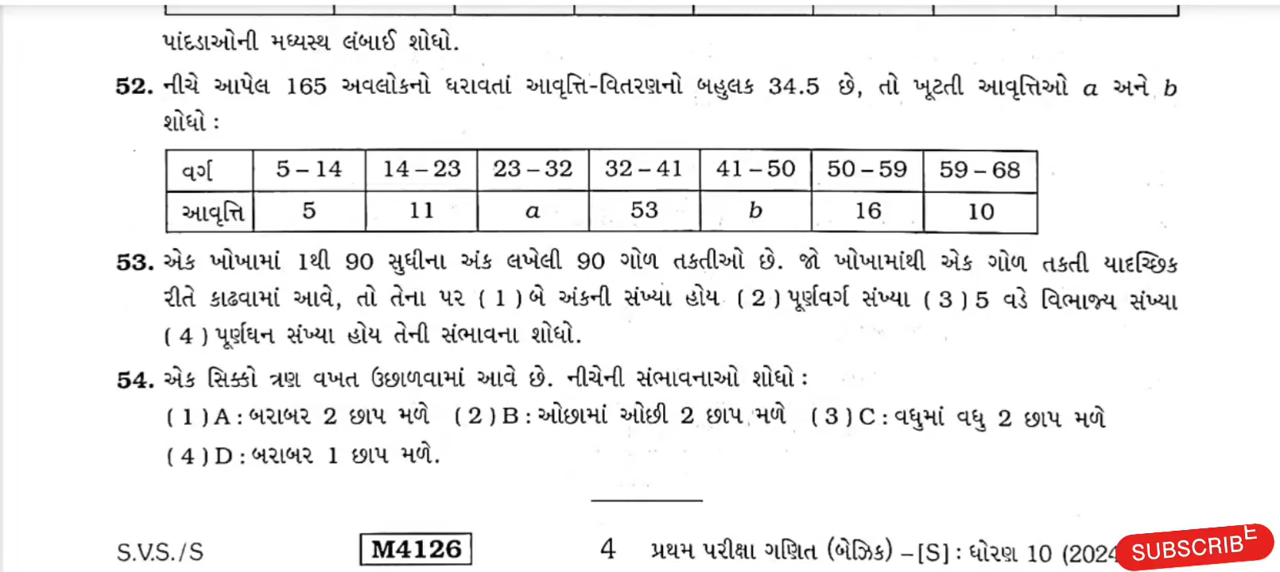 પાંદડાઓની મધ્યસ્થ લંબાઈ શોધો.
52. નીચે આપેલ 165 અવલોકનો ધરાવતાં આવૃત્તિ-વિતરણનો બહુલક 34.5 છે, તો ખૂટતી આવૃત્તિઓ a અને b
શોધો :
વર્ગ 5 – 14 14 – 23 23 – 32 32 – 41 41 – 50 50 – 59 59 – 68
આવૃત્તિ 5 11 a 53 b 16 10
53. એક ખોખામાં 1થી 90 સુધીના અંક લખેલી 90 ગોળ તકતીઓ છે. જો ખોખામાંથી એક ગોળ તકતી યાદચ્છિક
રીતે કાઢવામાં આવે, તો તેના પર ( 1 ) બે અંકની સંખ્યા હોય ( 2 ) પૂર્ણવર્ગ સંખ્યા ( 3 ) 5 વડે વિભાજ્ય સંખ્યા
( 4 ) પૂર્ણઘન સંખ્યા હોય તેની સંભાવના શોધો.
54. એક સિક્કો ત્રણ વખત ઉછાળવામાં આવે છે. નીચેની સંભાવનાઓ શોધો :
( 1 ) A : બરાબર 2 છાપ મળે ( 2 ) B : ઓછામાં ઓછી 2 છાપ મળે ( 3 ) C : વધુમાં વધુ 2 છાપ મળે
( 4 ) D : બરાબર 1 છાપ મળે.
S.V.S./S M4126 4 પ્રથમ પરીક્ષા ગણિત (બેઝિક) – [S] : ધોરણ 10 (2024 SUBSCRIBE